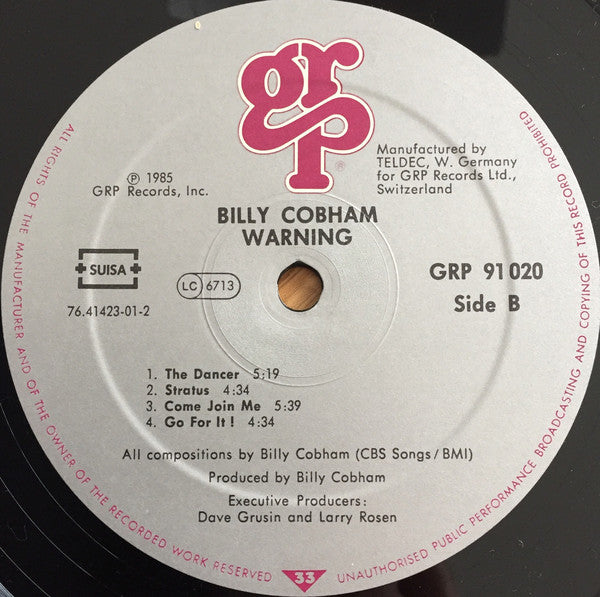 grp
®
Ⓟ 1985
GRP Records, Inc.
Manufactured by
TELDEC, W. Germany
for GRP Records Ltd.,
Switzerland
BILLY COBHAM
WARNING
SUISA
LC 6713
76.41423-01-2
GRP 91 020
Side B
1. The Dancer 5:19
2. Stratus 4:34
3. Come Join Me 5:39
4. Go For It! 4:34
All compositions by Billy Cobham (CBS Songs/BMI)
Produced by Billy Cobham
Executive Producers:
Dave Grusin and Larry Rosen
ALL RIGHTS OF THE MANUFACTURER AND OF THE OWNER OF THE RECORDED WORK RESERVED
33
UNAUTHORISED PUBLIC PERFORMANCE BROADCASTING AND COPYING OF THIS RECORD PROHIBITED